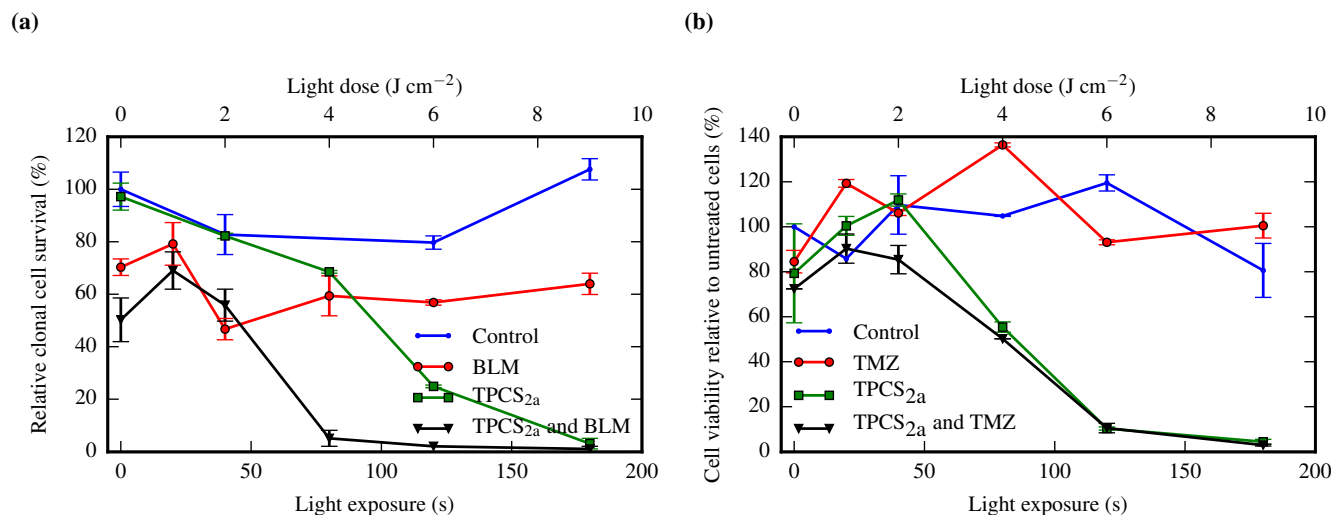 (a)
Light dose (J cm−2)
0 2 4 6 8 10
120
100
80
60
40
20
0
Relative clonal cell survival (%)
Control
BLM
TPCS2a
TPCS2a and BLM
0 50 100 150 200
Light exposure (s)
(b)
Light dose (J cm−2)
0 2 4 6 8 10
140
120
100
80
60
40
20
0
Cell viability relative to untreated cells (%)
Control
TMZ
TPCS2a
TPCS2a and TMZ
0 50 100 150 200
Light exposure (s)